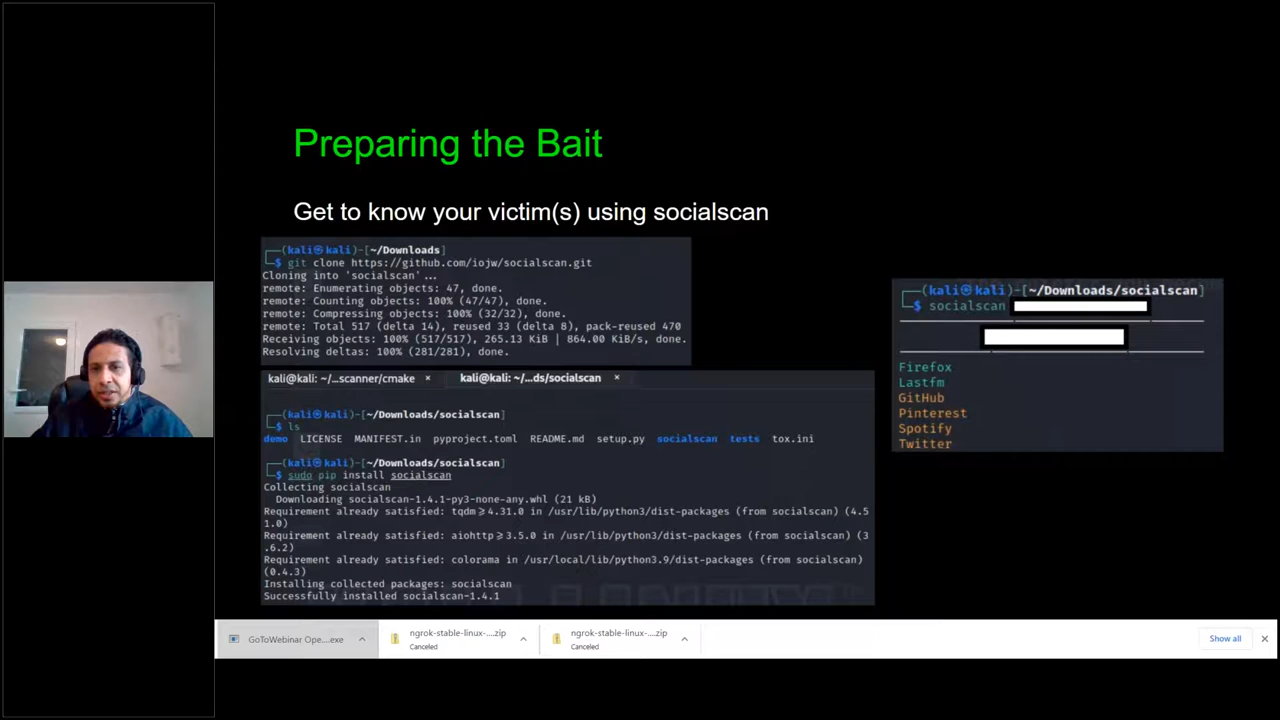 Preparing the Bait
Get to know your victim(s) using socialscan
┌──(kali㉿kali)-[~/Downloads]
└─$ git clone https://github.com/iojw/socialscan.git
Cloning into 'socialscan'...
remote: Enumerating objects: 47, done.
remote: Counting objects: 100% (47/47), done.
remote: Compressing objects: 100% (32/32), done.
remote: Total 517 (delta 14), reused 33 (delta 8), pack-reused 470
Receiving objects: 100% (517/517), 265.13 KiB | 864.00 KiB/s, done.
Resolving deltas: 100% (281/281), done.
kali@kali: ~/...scanner/cmake × kali@kali: ~/...ds/socialscan ×
┌──(kali㉿kali)-[~/Downloads/socialscan]
└─$ ls
demo LICENSE MANIFEST.in pyproject.toml README.md setup.py socialscan tests tox.ini
┌──(kali㉿kali)-[~/Downloads/socialscan]
└─$ sudo pip install socialscan
Collecting socialscan
Downloading socialscan-1.4.1-py3-none-any.whl (21 kB)
Requirement already satisfied: tqdm≥4.31.0 in /usr/lib/python3/dist-packages (from socialscan) (4.5
1.0)
Requirement already satisfied: aiohttp≥3.5.0 in /usr/lib/python3/dist-packages (from socialscan) (3
.6.2)
Requirement already satisfied: colorama in /usr/local/lib/python3.9/dist-packages (from socialscan)
(0.4.3)
Installing collected packages: socialscan
Successfully installed socialscan-1.4.1
┌──(kali㉿kali)-[~/Downloads/socialscan]
└─$ socialscan
Firefox
Lastfm
GitHub
Pinterest
Spotify
Twitter
GoToWebinar Ope....exe
ngrok-stable-linux-....zip
Canceled
ngrok-stable-linux-....zip
Canceled
Show all